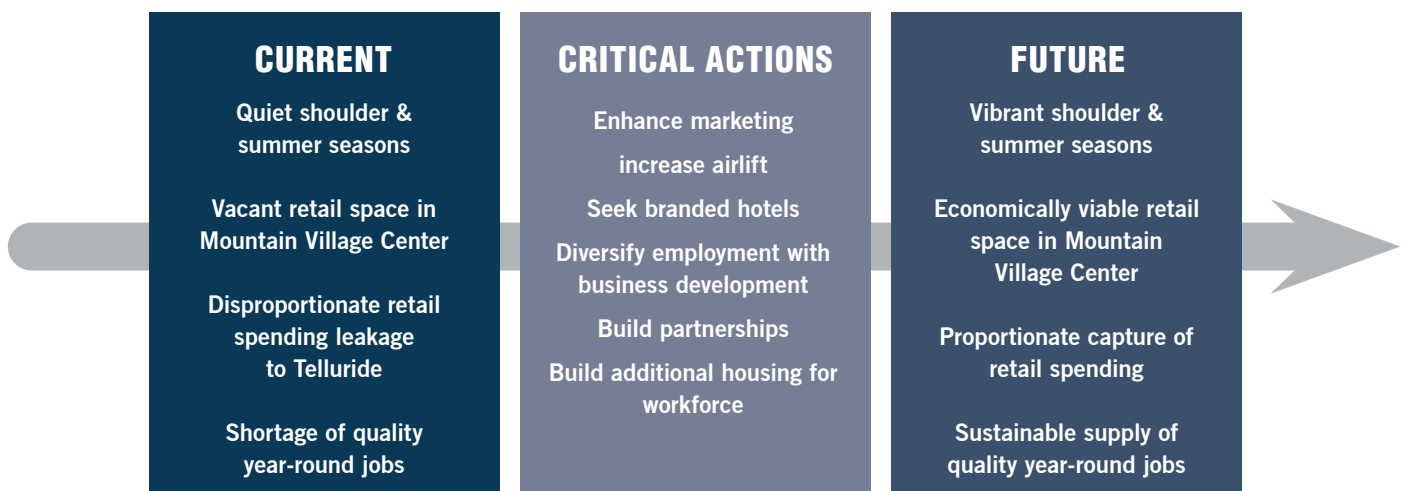 CURRENT
Quiet shoulder &
summer seasons
Vacant retail space in
Mountain Village Center
Disproportionate retail
spending leakage
to Telluride
Shortage of quality
year-round jobs
CRITICAL ACTIONS
Enhance marketing
increase airlift
Seek branded hotels
Diversify employment with
business development
Build partnerships
Build additional housing for
workforce
FUTURE
Vibrant shoulder &
summer seasons
Economically viable retail
space in Mountain
Village Center
Proportionate capture of
retail spending
Sustainable supply of
quality year-round jobs